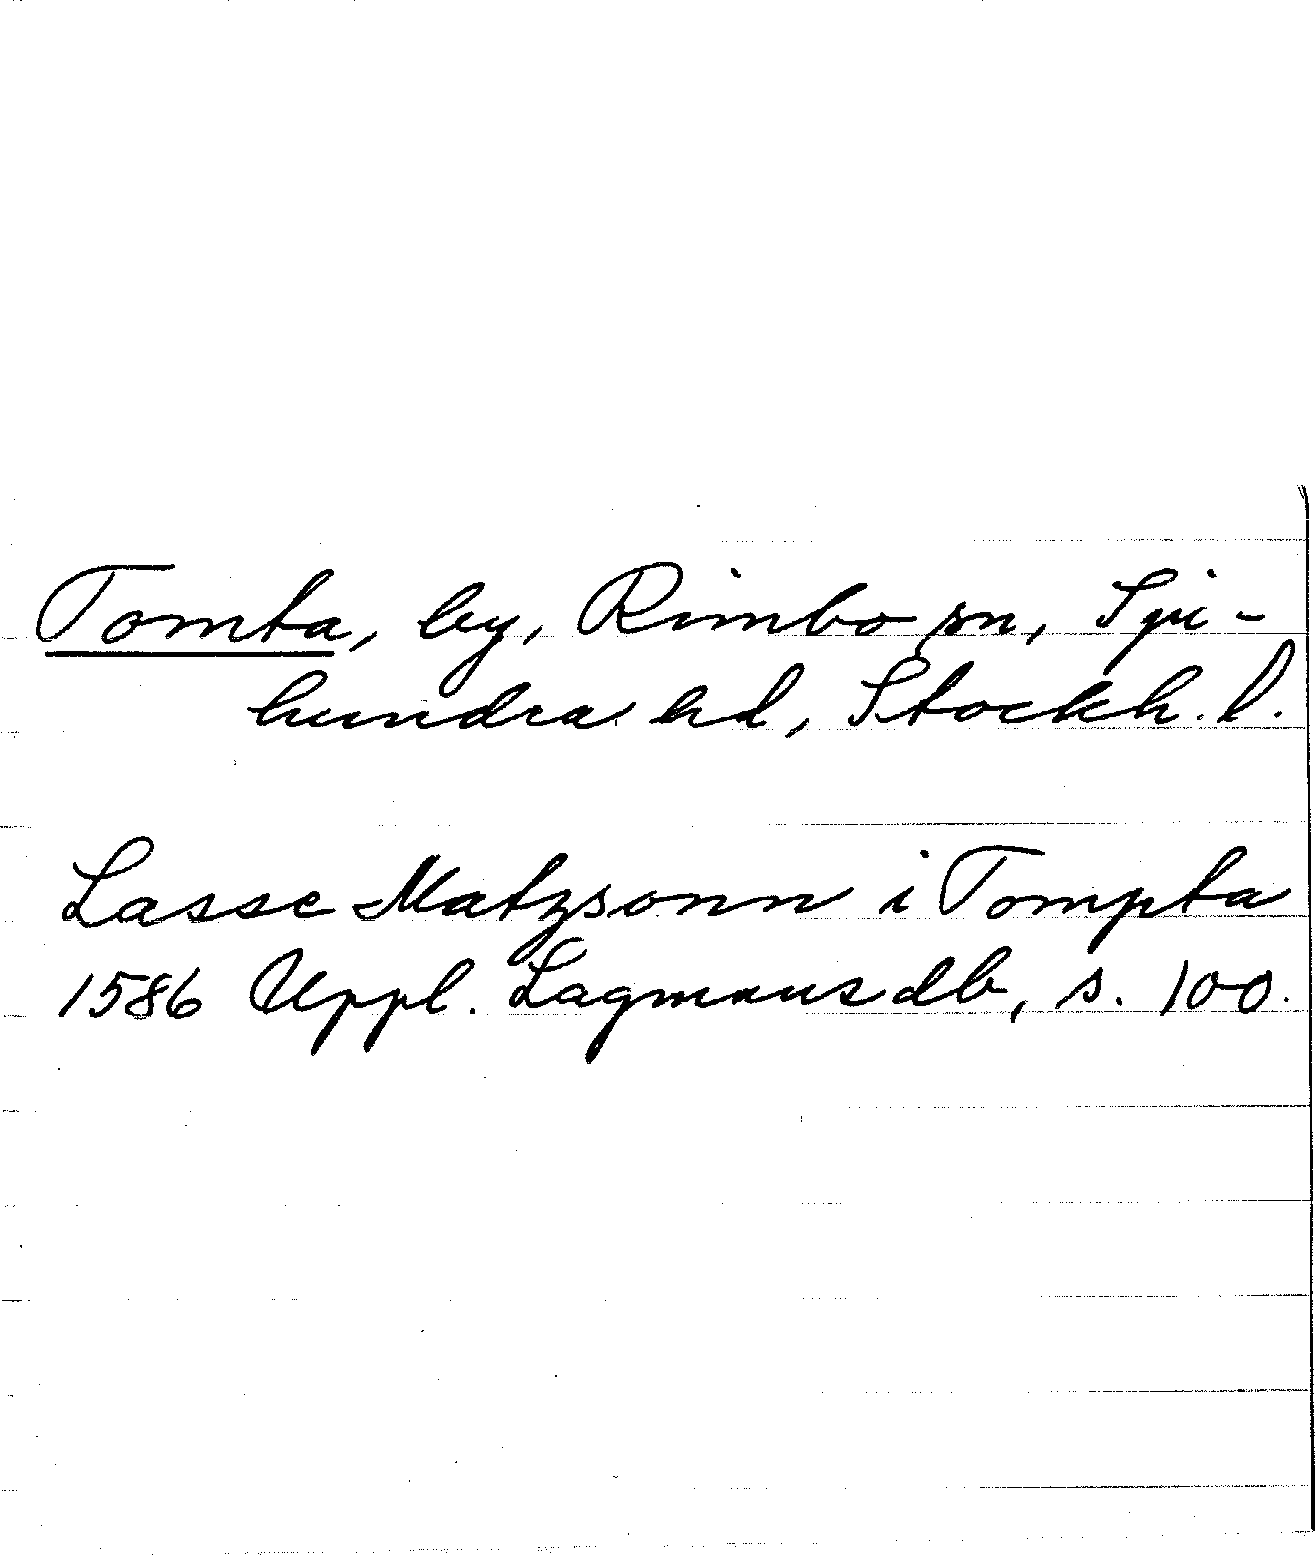 Tomta, by, Rimbo sn, Sju-
hundra hd, Stockh. l.
Lasse Matzsonn i Tompta
1586 Uppl. Lagmansdb, s. 100.